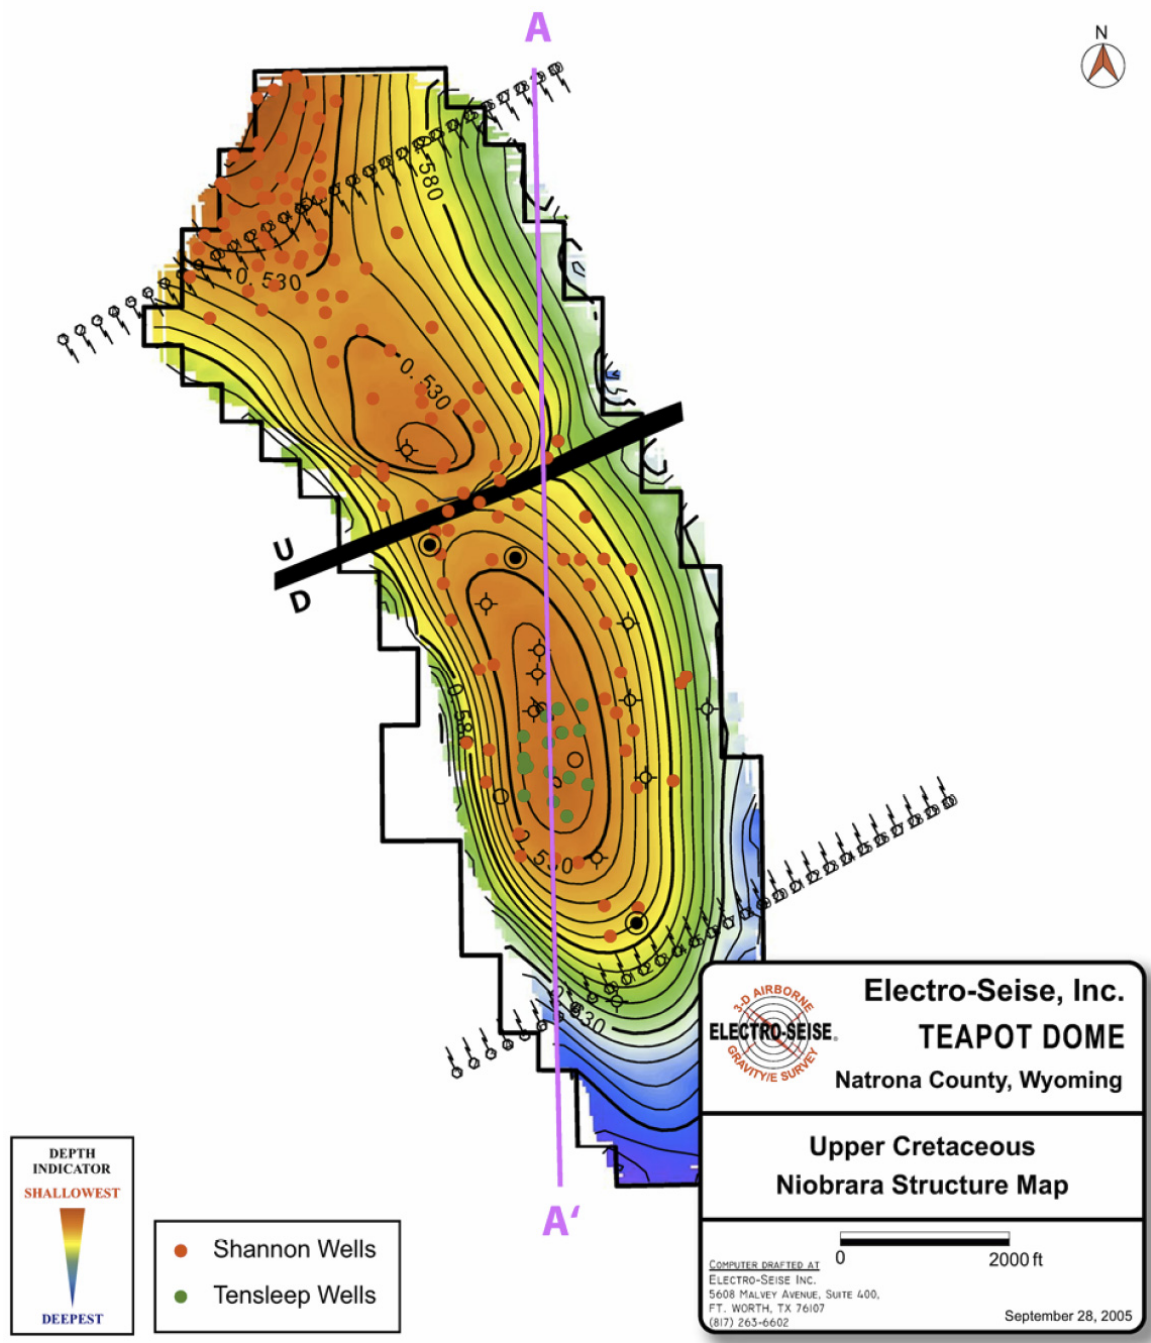 A
N
580
0.530
0.530
U
D
0.58
2.530
630
A‘
DEPTH
INDICATOR
SHALLOWEST
DEEPEST
Shannon Wells
Tensleep Wells
3-D AIRBORNE
ELECTRO-SEISE®
GRAVITY/E SURVEY
Electro-Seise, Inc.
TEAPOT DOME
Natrona County, Wyoming
Upper Cretaceous
Niobrara Structure Map
0
2000 ft
COMPUTER DRAFTED AT
ELECTRO-SEISE INC.
5608 MALVEY AVENUE, SUITE 400,
FT. WORTH, TX 76107
(817) 263-6602
September 28, 2005